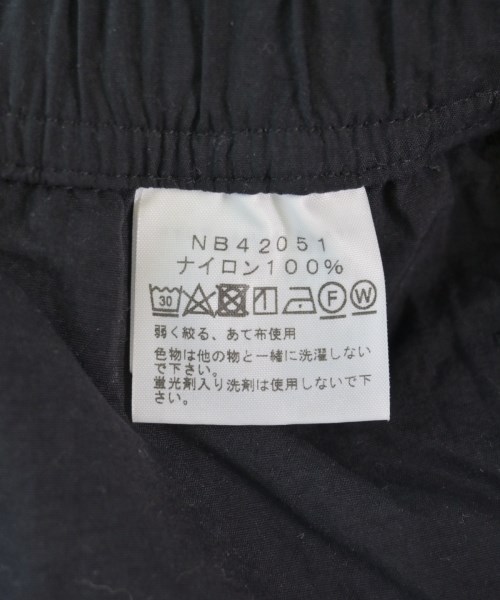 NB42051
ナイロン100%
30 F W
弱く絞る、あて布使用
色物は他の物と一緒に洗濯しない
で下さい。
蛍光剤入り洗剤は使用しないで下
さい。